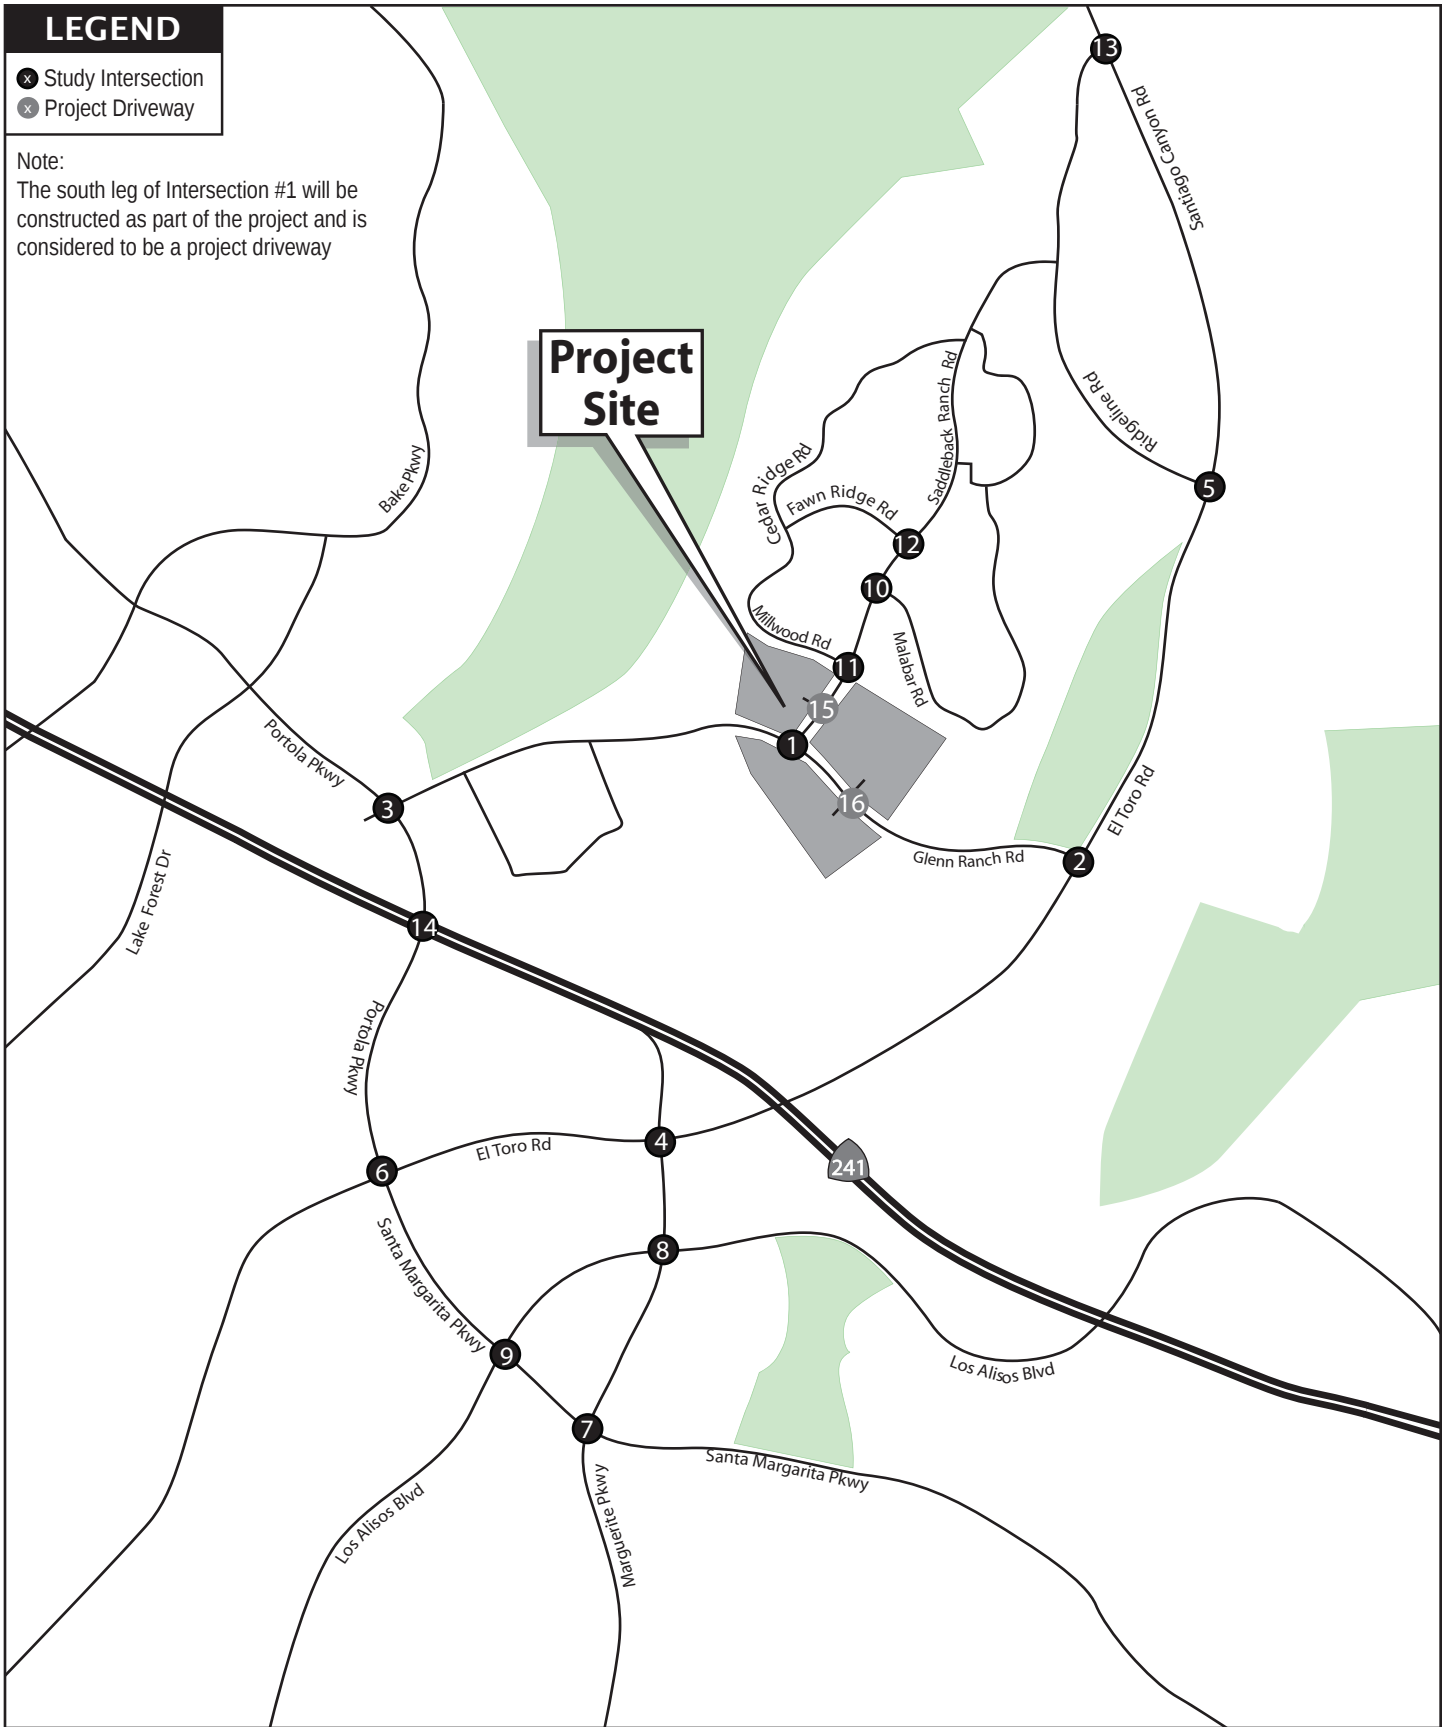 LEGEND
x Study Intersection
x Project Driveway
Note:
The south leg of Intersection #1 will be
constructed as part of the project and is
considered to be a project driveway
13
Santiago Canyon Rd
Project
Site
Saddleback Ranch Rd
Ridgeline Rd
Bake Pkwy
Cedar Ridge Rd
Fawn Ridge Rd
5
12
10
Millwood Rd
Malabar Rd
11
15
1
Portola Pkwy
3
16
El Toro Rd
Glenn Ranch Rd
2
Lake Forest Dr
14
Portola Pkwy
El Toro Rd
4
6
241
Santa Margarita Pkwy
8
9
Los Alisos Blvd
7
Santa Margarita Pkwy
Los Alisos Blvd
Marguerite Pkwy